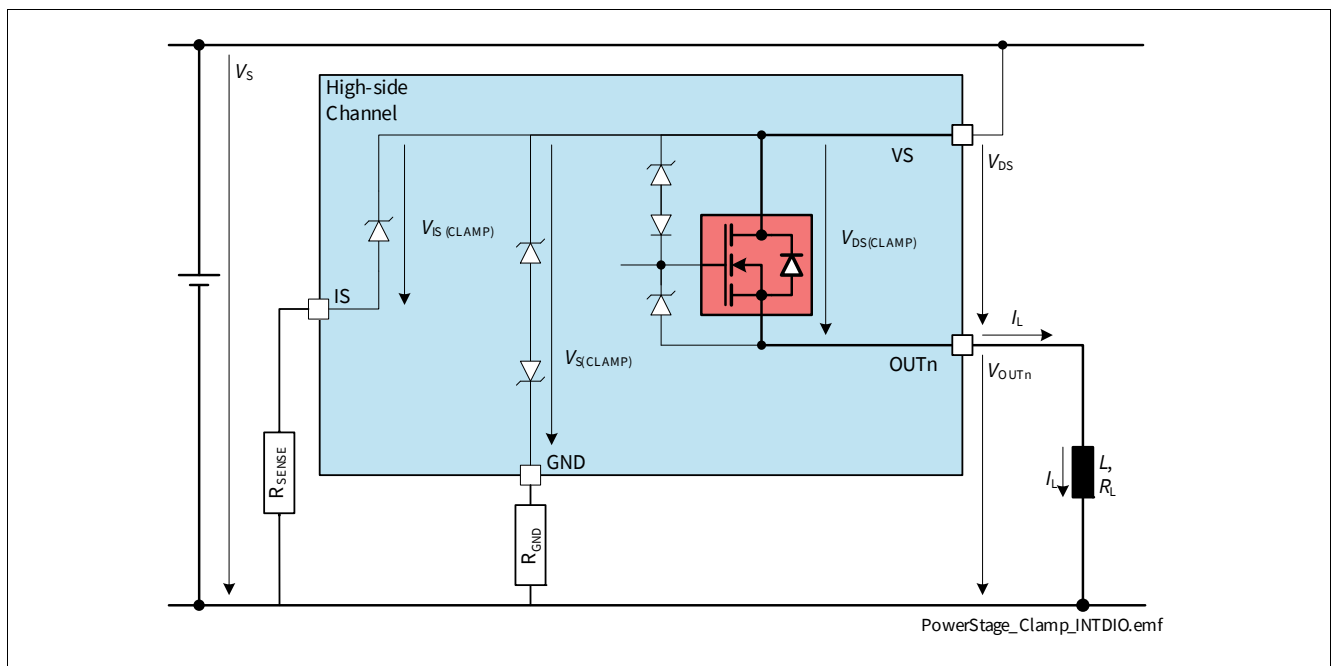 VS
High-side
Channel
VS
VDS
VIS (CLAMP)
VDS(CLAMP)
IS
IL
VS(CLAMP)
OUTn
VOUTn
GND
RSENSE
IL
L,
RL
RGND
PowerStage_Clamp_INTDIO.emf